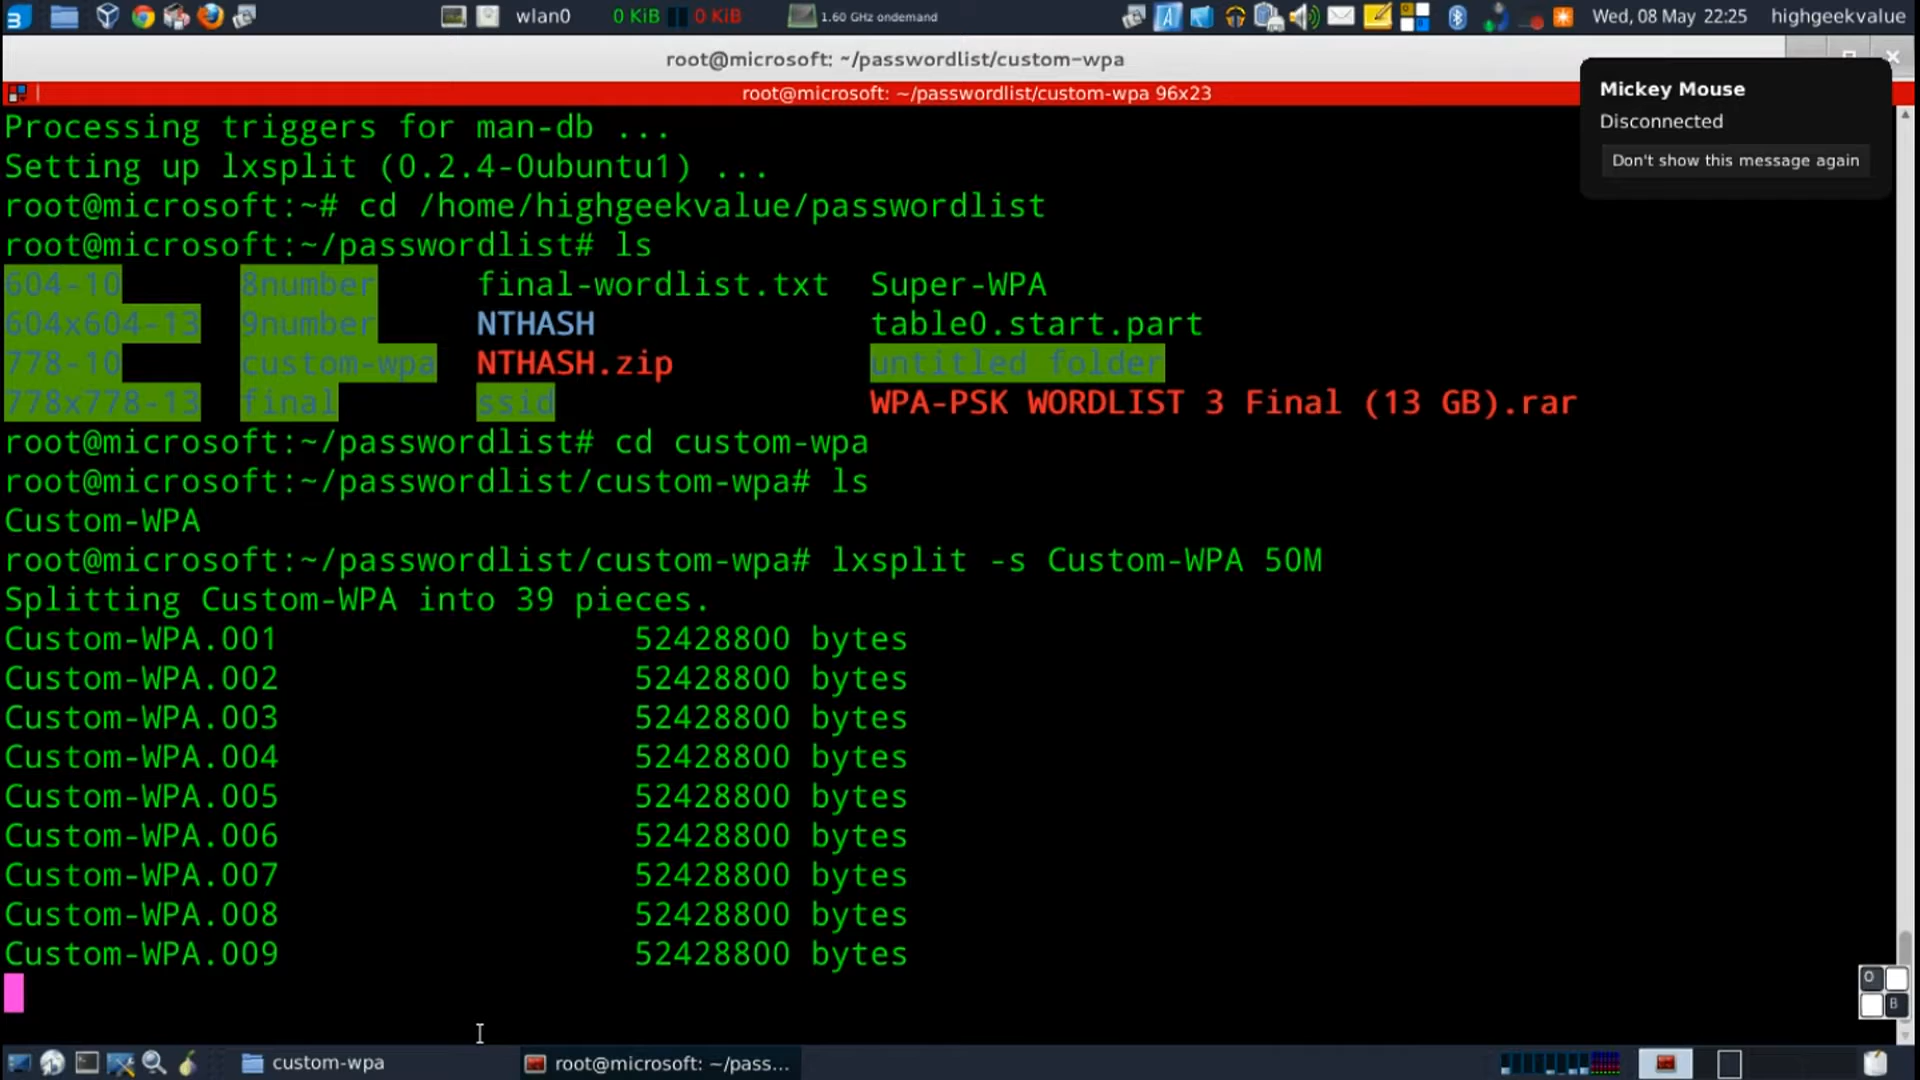 wlan0 0 KiB 0 KiB 1.60 GHz ondemand Wed, 08 May 22:25 highgeekvalue
root@microsoft: ~/passwordlist/custom-wpa
root@microsoft: ~/passwordlist/custom-wpa 96x23
Mickey Mouse
Disconnected
Don't show this message again
Processing triggers for man-db ...
Setting up lxsplit (0.2.4-0ubuntu1) ...
root@microsoft:~# cd /home/highgeekvalue/passwordlist
root@microsoft:~/passwordlist# ls
604-10 8number final-wordlist.txt Super-WPA
604x604-13 9number NTHASH table0.start.part
778-10 custom-wpa NTHASH.zip untitled folder
778x778-13 final ssid WPA-PSK WORDLIST 3 Final (13 GB).rar
root@microsoft:~/passwordlist# cd custom-wpa
root@microsoft:~/passwordlist/custom-wpa# ls
Custom-WPA
root@microsoft:~/passwordlist/custom-wpa# lxsplit -s Custom-WPA 50M
Splitting Custom-WPA into 39 pieces.
Custom-WPA.001 52428800 bytes
Custom-WPA.002 52428800 bytes
Custom-WPA.003 52428800 bytes
Custom-WPA.004 52428800 bytes
Custom-WPA.005 52428800 bytes
Custom-WPA.006 52428800 bytes
Custom-WPA.007 52428800 bytes
Custom-WPA.008 52428800 bytes
Custom-WPA.009 52428800 bytes
O
B
custom-wpa root@microsoft: ~/pass...